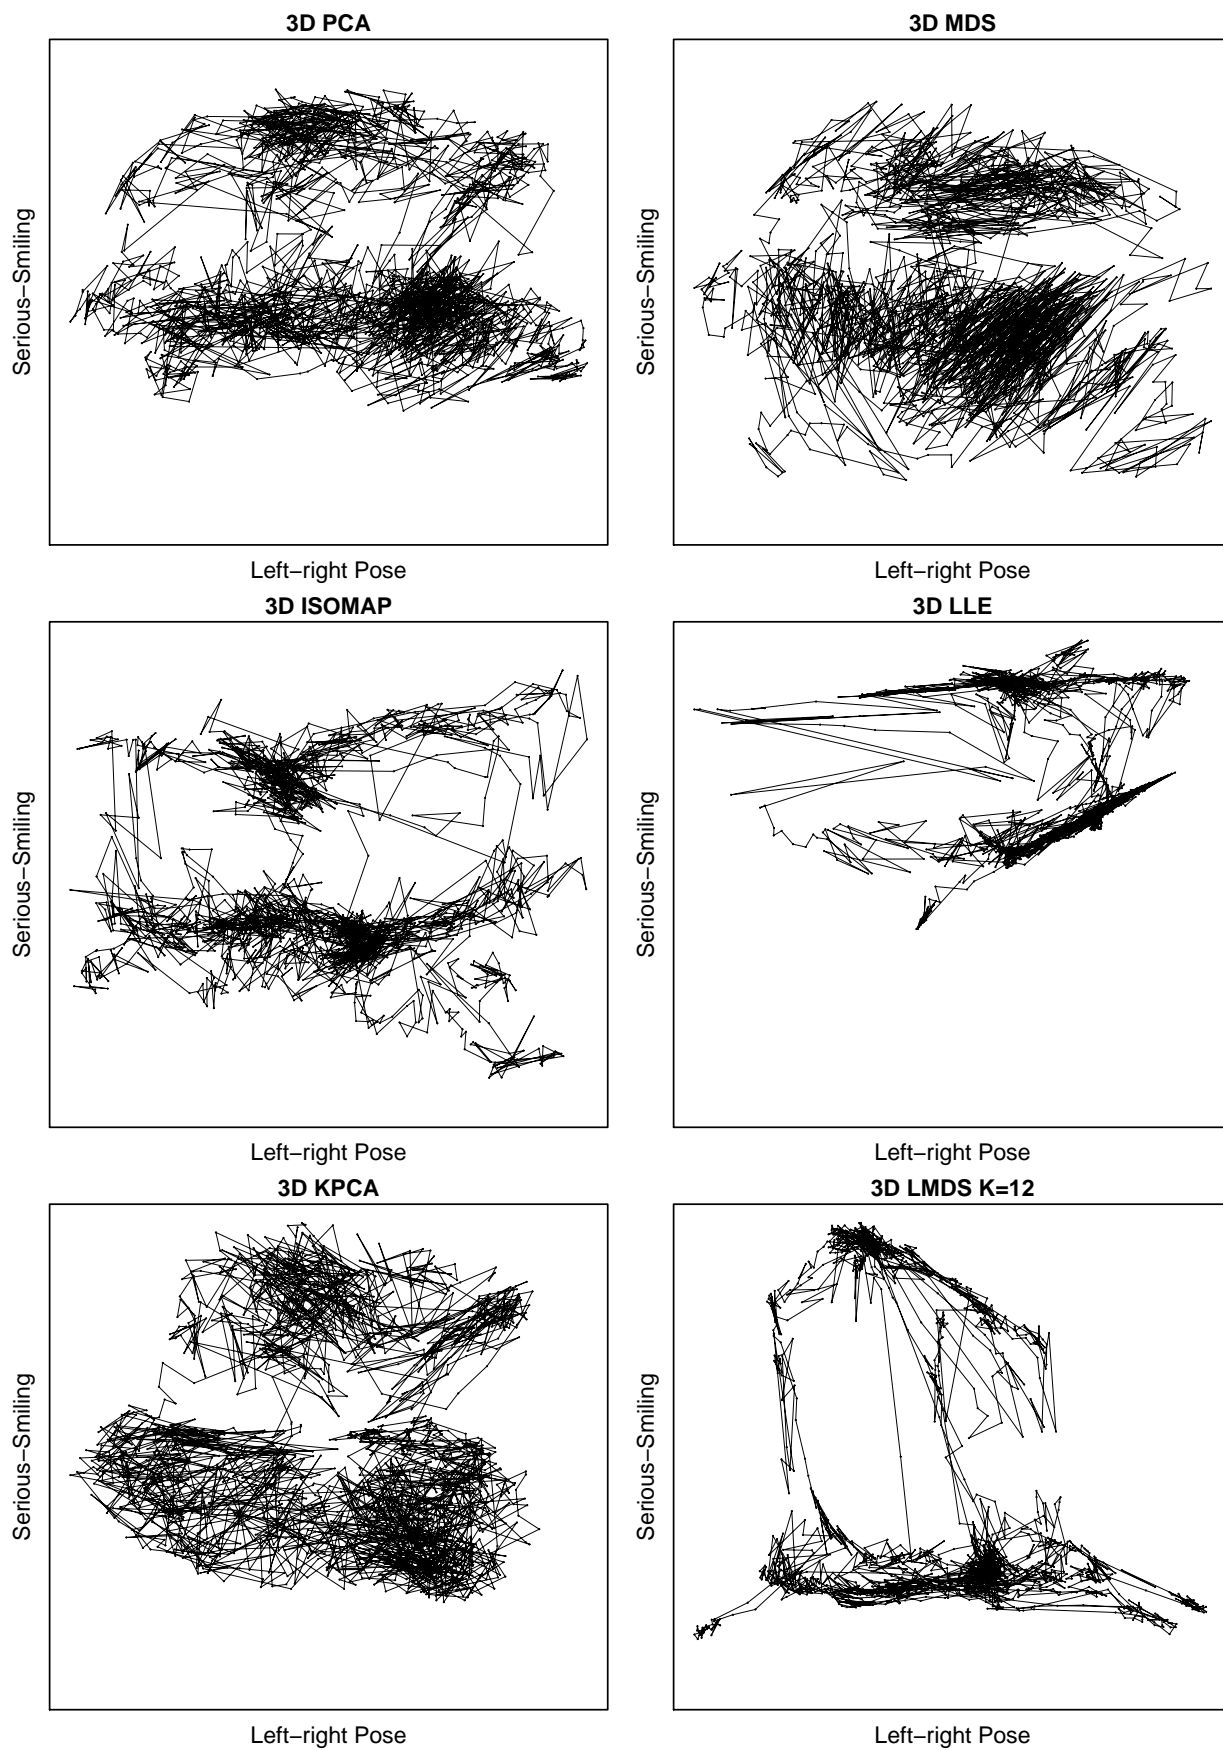 3D PCA
3D MDS
Serious−Smiling
Serious−Smiling
Left−right Pose
Left−right Pose
3D ISOMAP
3D LLE
Serious−Smiling
Serious−Smiling
Left−right Pose
Left−right Pose
3D KPCA
3D LMDS K=12
Serious−Smiling
Serious−Smiling
Left−right Pose
Left−right Pose